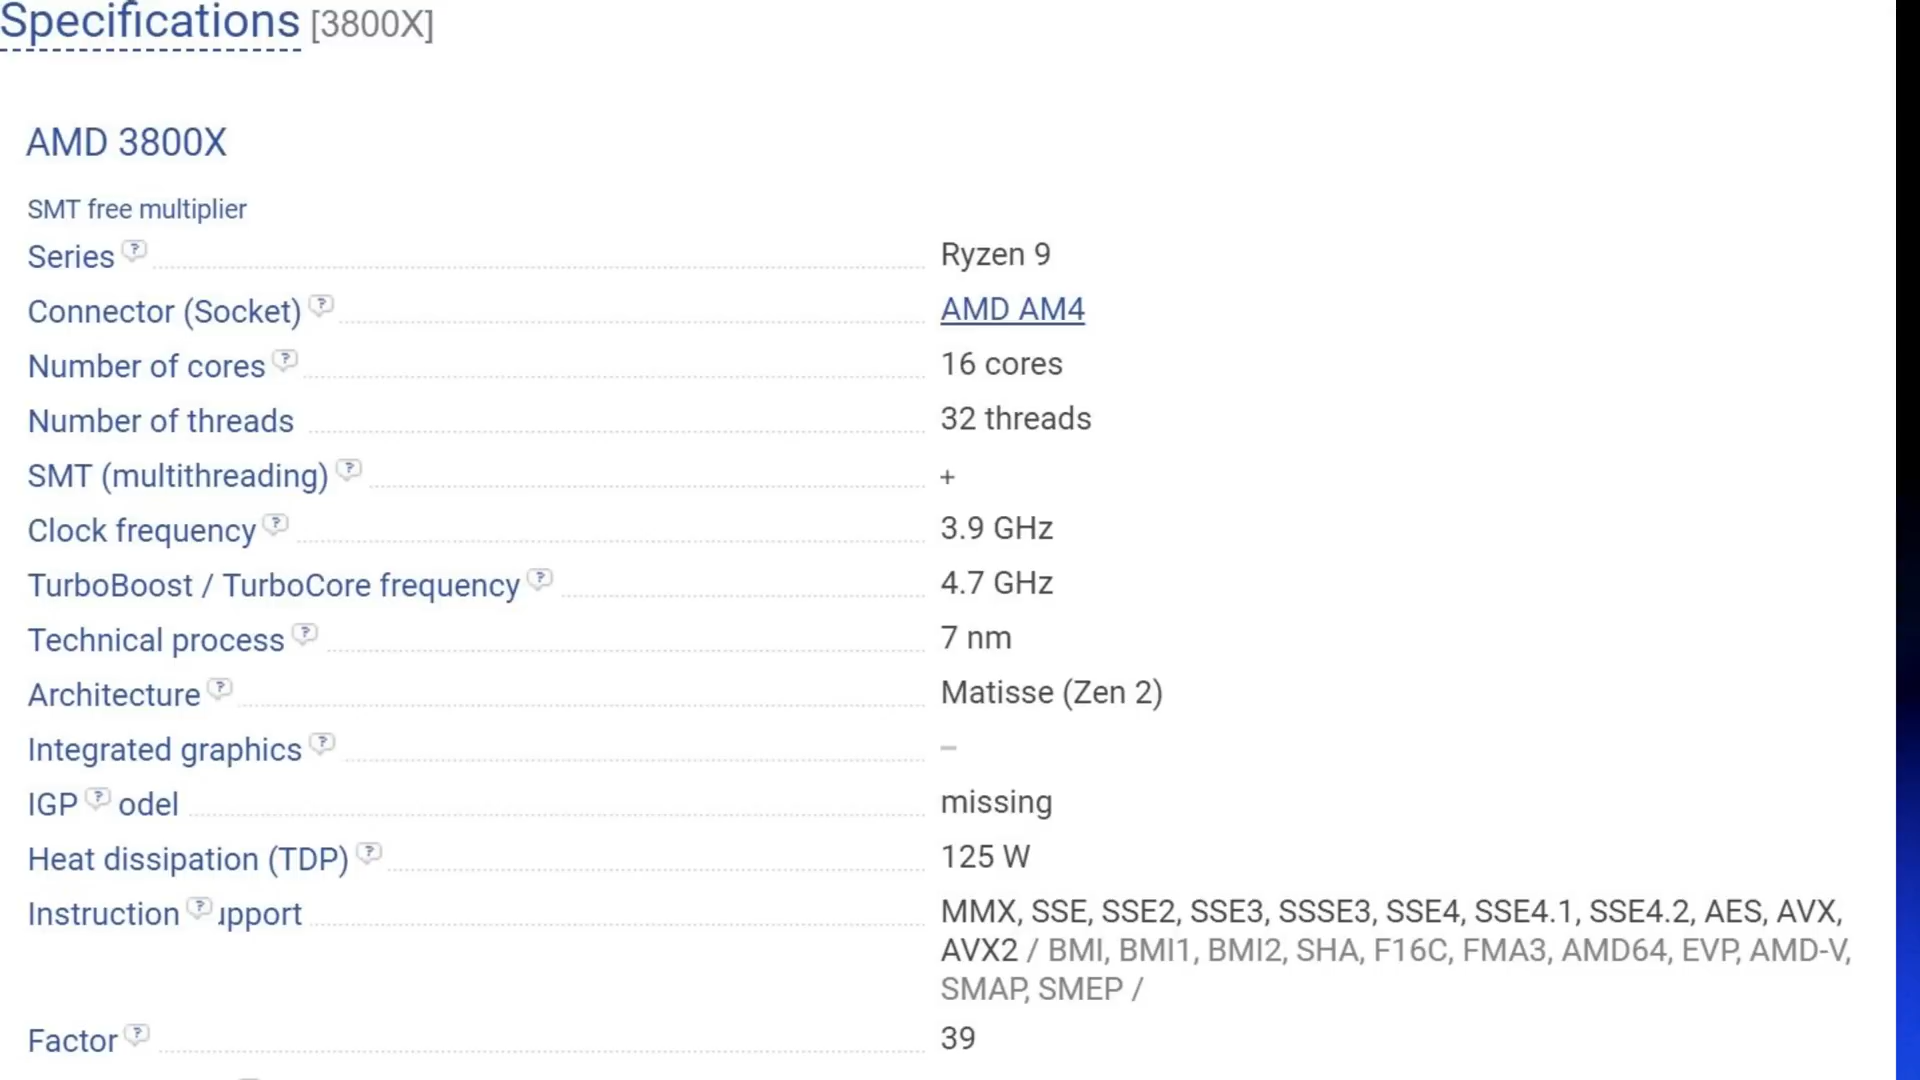 Specifications [3800X]
AMD 3800X
SMT free multiplier
Series ? Ryzen 9
Connector (Socket) ? AMD AM4
Number of cores ? 16 cores
Number of threads 32 threads
SMT (multithreading) ? +
Clock frequency ? 3.9 GHz
TurboBoost / TurboCore frequency ? 4.7 GHz
Technical process ? 7 nm
Architecture ? Matisse (Zen 2)
Integrated graphics ? –
IGP ? odel missing
Heat dissipation (TDP) ? 125 W
Instruction ? upport MMX, SSE, SSE2, SSE3, SSSE3, SSE4, SSE4.1, SSE4.2, AES, AVX,
AVX2 / BMI, BMI1, BMI2, SHA, F16C, FMA3, AMD64, EVP, AMD-V,
SMAP, SMEP /
Factor ? 39